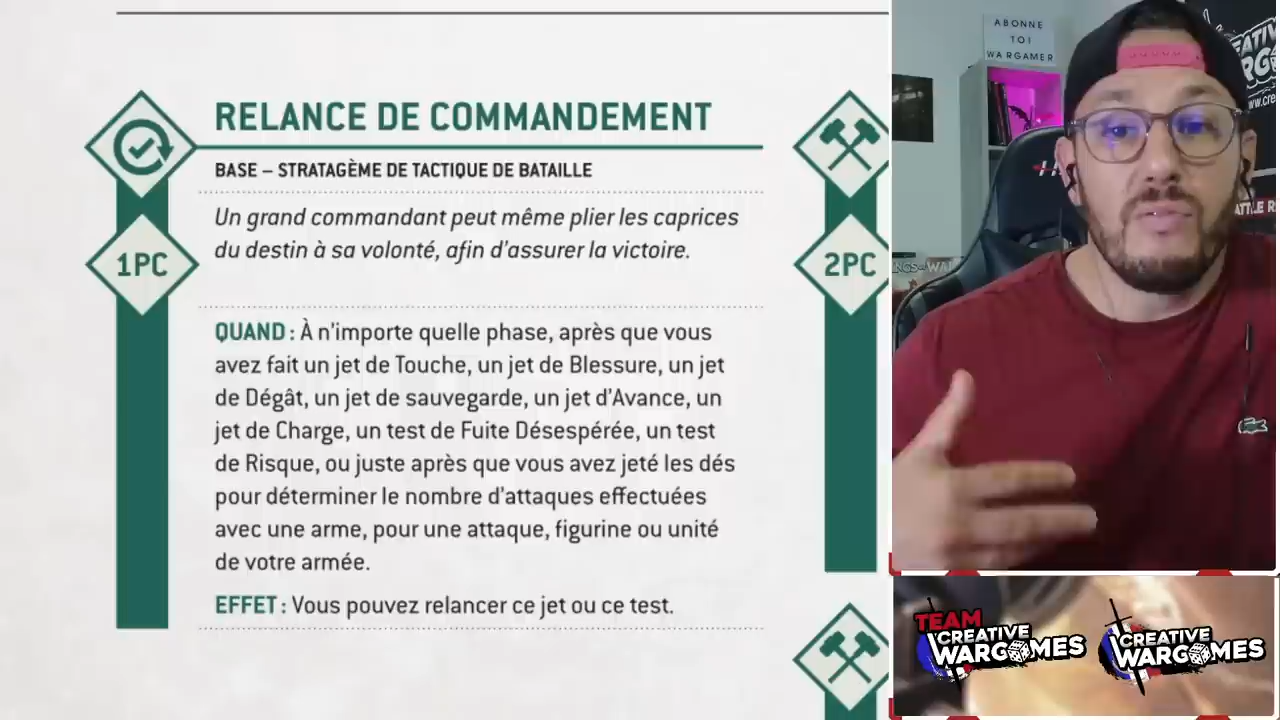 RELANCE DE COMMANDEMENT
BASE – STRATAGÈME DE TACTIQUE DE BATAILLE
Un grand commandant peut même plier les caprices
du destin à sa volonté, afin d'assurer la victoire.
1PC
QUAND : À n'importe quelle phase, après que vous
avez fait un jet de Touche, un jet de Blessure, un jet
de Dégât, un jet de sauvegarde, un jet d'Avance, un
jet de Charge, un test de Fuite Désespérée, un test
de Risque, ou juste après que vous avez jeté les dés
pour déterminer le nombre d'attaques effectuées
avec une arme, pour une attaque, figurine ou unité
de votre armée.
EFFET : Vous pouvez relancer ce jet ou ce test.
2PC
ABONNE
TOI
WARGAMER
TEAM
CREATIVE
WARGAMES
CREATIVE
WARGAMES